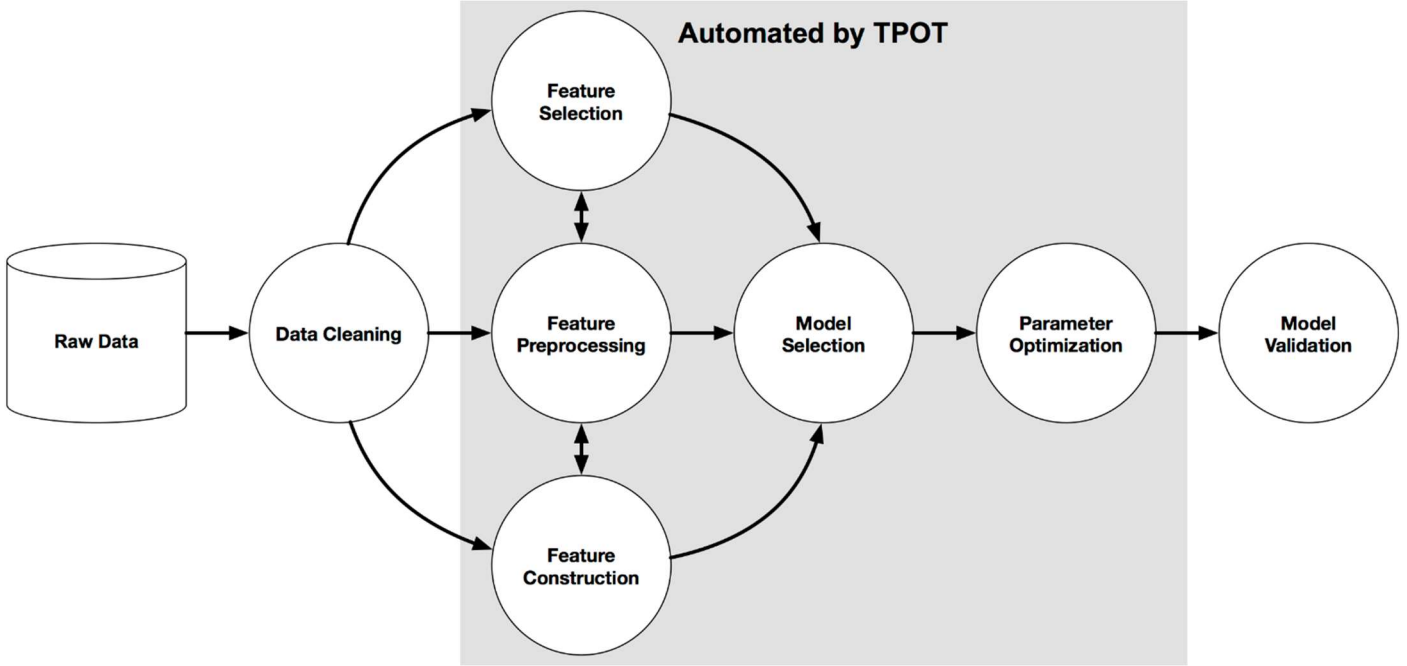 Automated by TPOT
Feature
Selection
Raw Data
Data Cleaning
Feature
Preprocessing
Model
Selection
Parameter
Optimization
Model
Validation
Feature
Construction